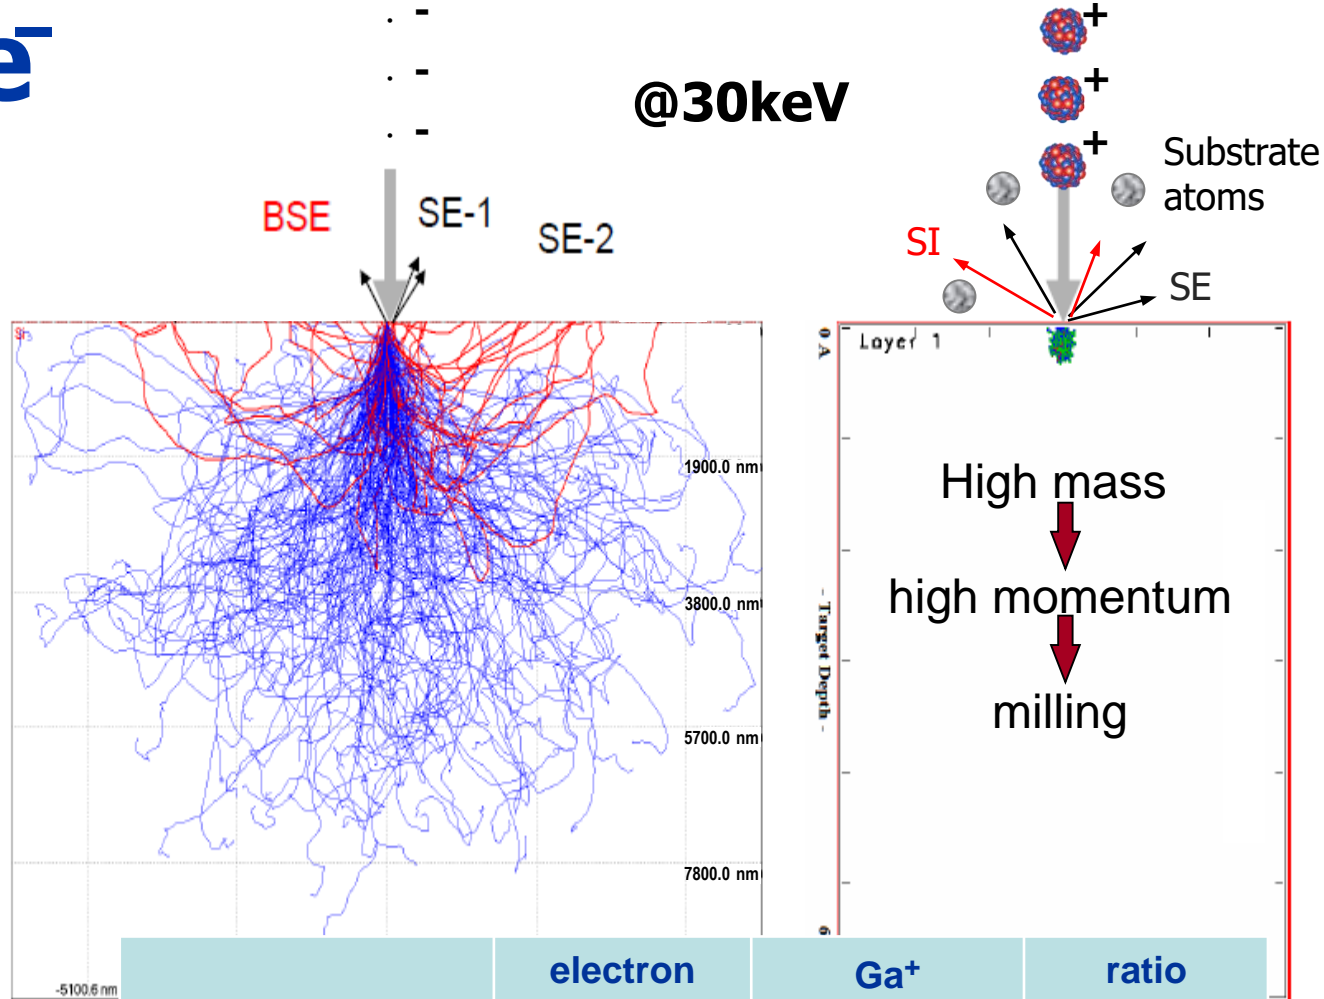 e⁻
-
-
-
@30keV
+
+
+
Substrate
atoms
BSE
SE-1
SE-2
SI
SE
0 A
Layer 1
1900.0 nm
3800.0 nm
5700.0 nm
7800.0 nm
-5100.6 nm
- Target Depth -
6
High mass
high momentum
milling
electron
Ga⁺
ratio